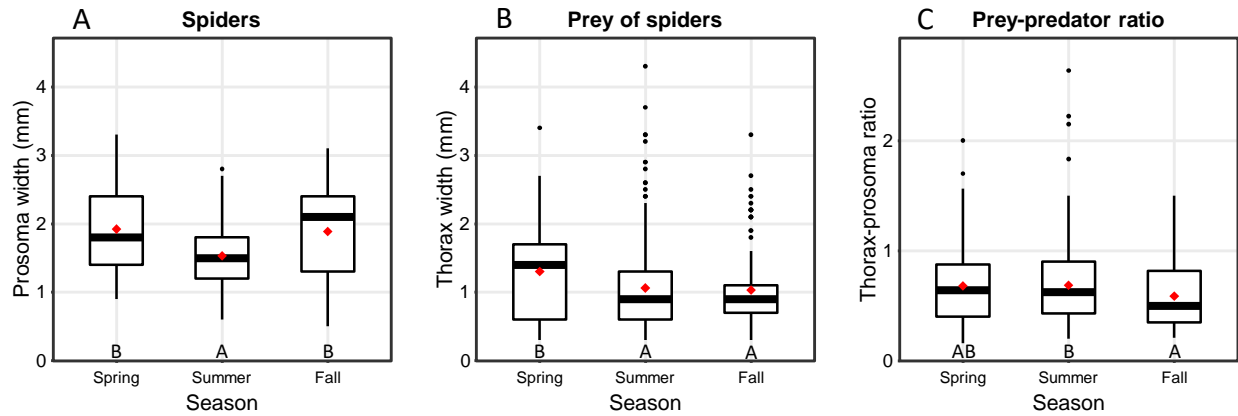 A
Spiders
Prosoma width (mm)
4
3
2
1
0
B
A
B
Spring
Summer
Fall
Season
B
Prey of spiders
Thorax width (mm)
4
3
2
1
0
B
A
A
Spring
Summer
Fall
Season
C
Prey-predator ratio
Thorax-prosoma ratio
2
1
0
AB
B
A
Spring
Summer
Fall
Season